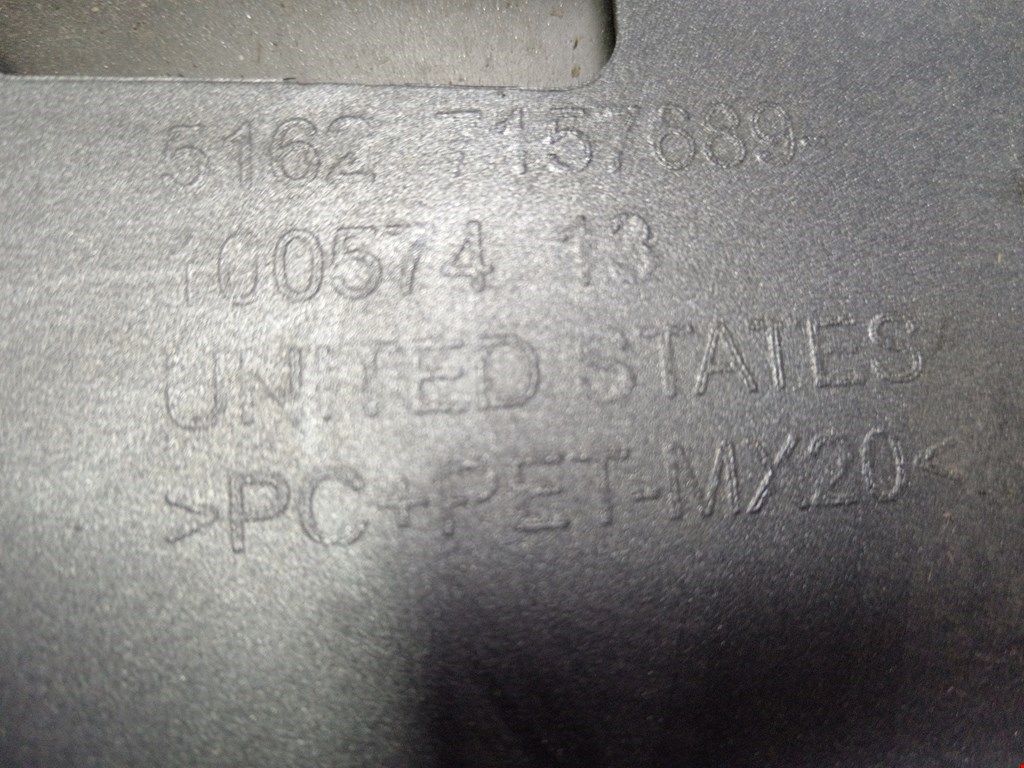 5162 7157689
100574 13
UNITED STATES
>PC+PET-MX20<